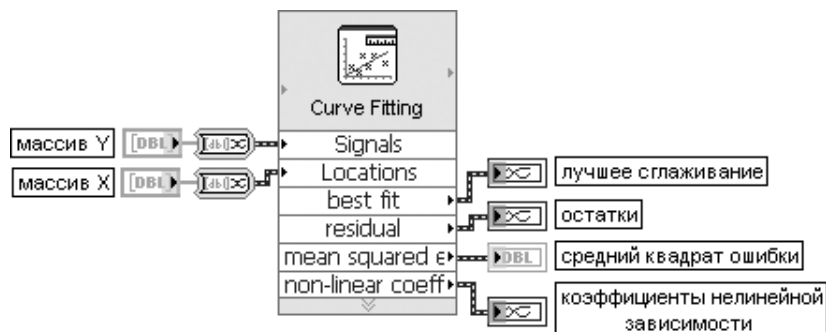 Curve Fitting
массив Y
[DBL]
Signals
массив X
[DBL]
Locations
best fit
лучшее сглаживание
residual
остатки
mean squared e
DBL
средний квадрат ошибки
non-linear coeff
коэффициенты нелинейной
зависимости